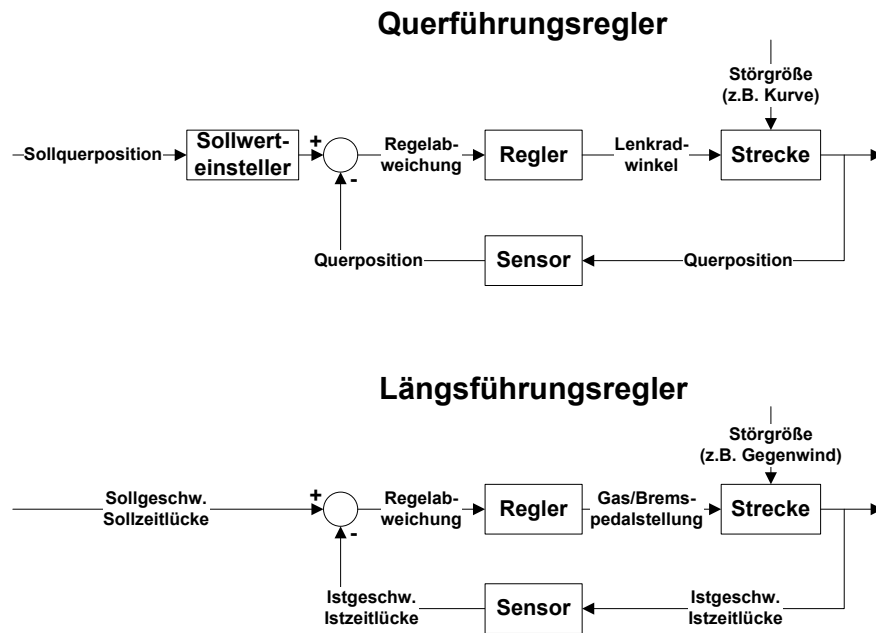 Querführungsregler
Störgröße
(z.B. Kurve)
Sollquerposition
Sollwert-
einsteller
+
-
Regelab-
weichung
Regler
Lenkrad-
winkel
Strecke
Querposition
Sensor
Querposition
Längsführungsregler
Störgröße
(z.B. Gegenwind)
Sollgeschw.
Sollzeitlücke
+
-
Regelab-
weichung
Regler
Gas/Brems-
pedalstellung
Strecke
Istgeschw.
Istzeitlücke
Sensor
Istgeschw.
Istzeitlücke